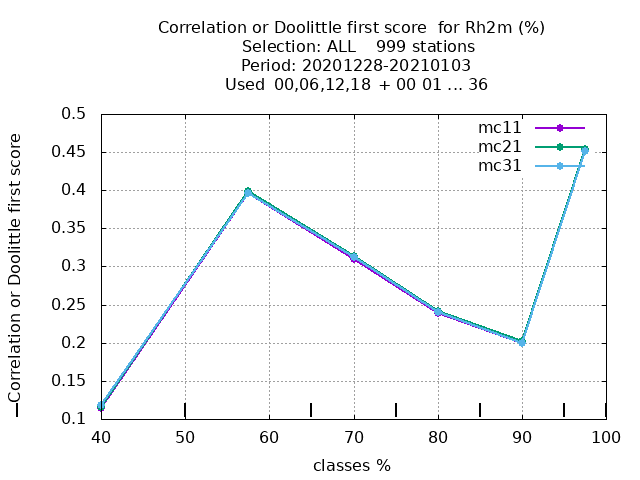 Correlation or Doolittle first score  for Rh2m (%)
Selection: ALL    999 stations
Period: 20201228-20210103
Used  00,06,12,18  + 00 01 ... 36
Correlation or Doolittle first score
0.5
0.45
0.4
0.35
0.3
0.25
0.2
0.15
0.1
mc11
mc21
mc31
40 50 60 70 80 90 100
classes %